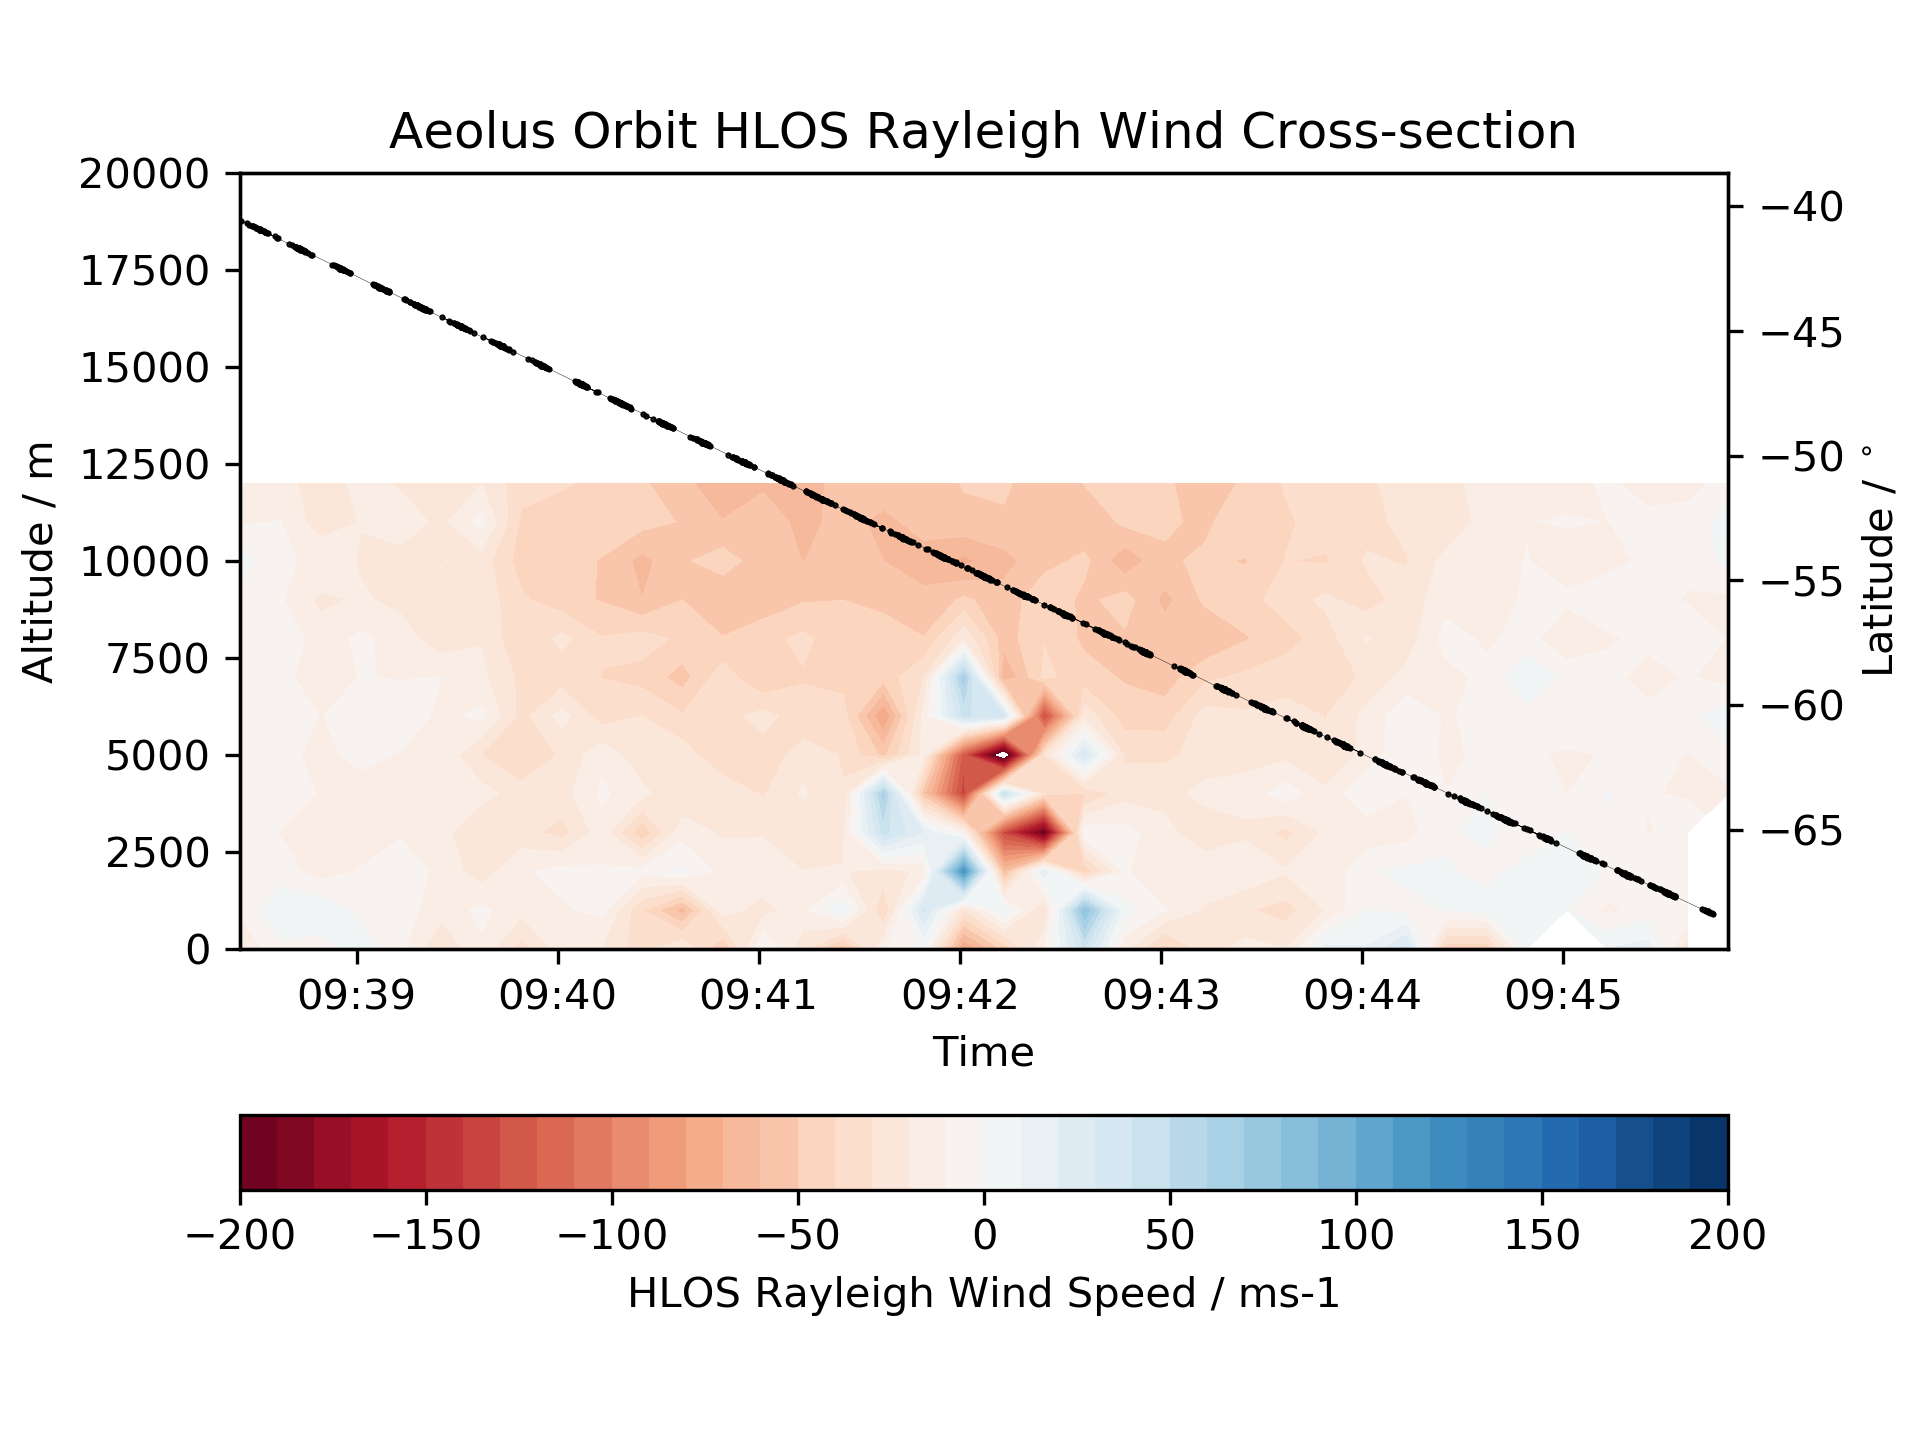 Aeolus Orbit HLOS Rayleigh Wind Cross-section
20000
17500
15000
12500
10000
7500
5000
2500
0
Altitude / m
−40
−45
−50
−55
−60
−65
Latitude / °
09:39 09:40 09:41 09:42 09:43 09:44 09:45
Time
−200 −150 −100 −50 0 50 100 150 200
HLOS Rayleigh Wind Speed / ms-1